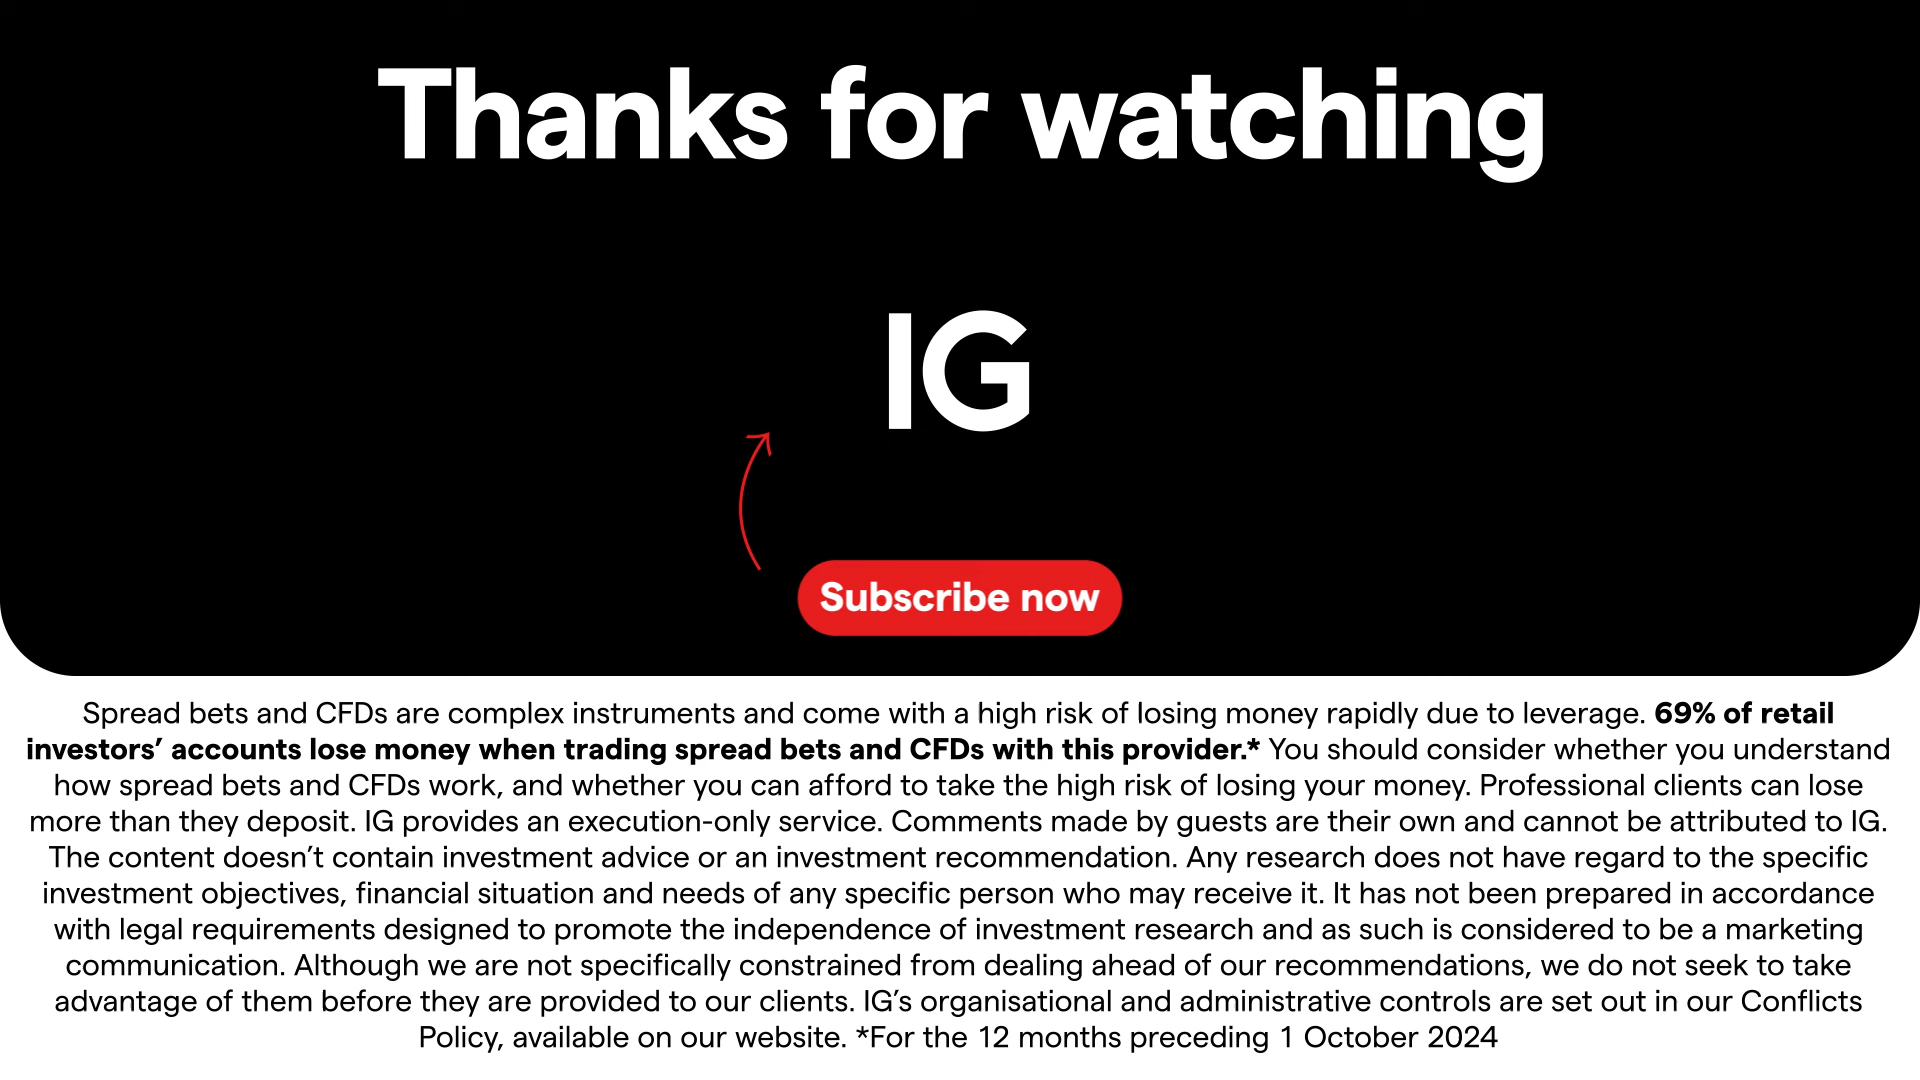 Thanks for watching
IG
Subscribe now
Spread bets and CFDs are complex instruments and come with a high risk of losing money rapidly due to leverage. 69% of retail
investors’ accounts lose money when trading spread bets and CFDs with this provider.* You should consider whether you understand
how spread bets and CFDs work, and whether you can afford to take the high risk of losing your money. Professional clients can lose
more than they deposit. IG provides an execution-only service. Comments made by guests are their own and cannot be attributed to IG.
The content doesn’t contain investment advice or an investment recommendation. Any research does not have regard to the specific
investment objectives, financial situation and needs of any specific person who may receive it. It has not been prepared in accordance
with legal requirements designed to promote the independence of investment research and as such is considered to be a marketing
communication. Although we are not specifically constrained from dealing ahead of our recommendations, we do not seek to take
advantage of them before they are provided to our clients. IG’s organisational and administrative controls are set out in our Conflicts
Policy, available on our website. *For the 12 months preceding 1 October 2024